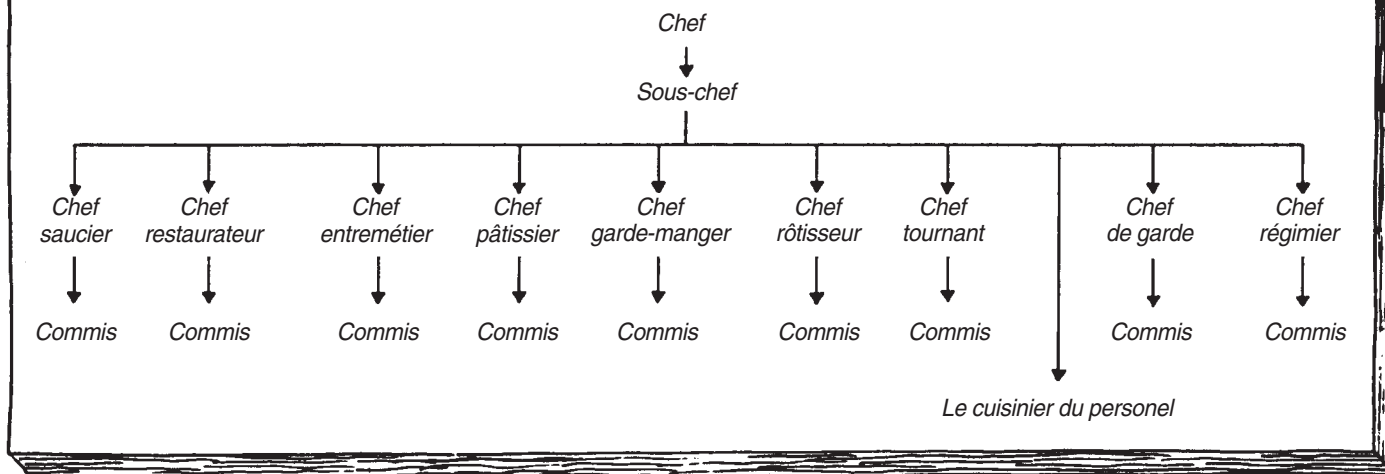 Chef
Sous-chef
Chef saucier
Chef restaurateur
Chef entremétier
Chef pâtissier
Chef garde-manger
Chef rôtisseur
Chef tournant
Chef de garde
Chef régimier
Commis
Commis
Commis
Commis
Commis
Commis
Commis
Commis
Commis
Le cuisinier du personel